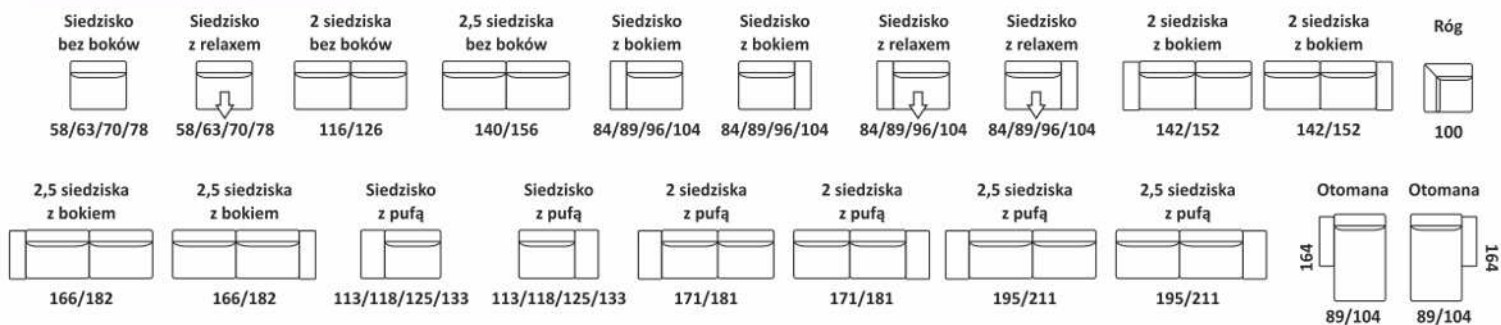 Siedzisko
bez boków
58/63/70/78
Siedzisko
z relaxem
58/63/70/78
2 siedziska
bez boków
116/126
2,5 siedziska
bez boków
140/156
Siedzisko
z bokiem
84/89/96/104
Siedzisko
z bokiem
84/89/96/104
Siedzisko
z relaxem
84/89/96/104
Siedzisko
z relaxem
84/89/96/104
2 siedziska
z bokiem
142/152
2 siedziska
z bokiem
142/152
Róg
100
2,5 siedziska
z bokiem
166/182
2,5 siedziska
z bokiem
166/182
Siedzisko
z pufą
113/118/125/133
Siedzisko
z pufą
113/118/125/133
2 siedziska
z pufą
171/181
2 siedziska
z pufą
171/181
2,5 siedziska
z pufą
195/211
2,5 siedziska
z pufą
195/211
Otomana
164
89/104
Otomana
164
89/104